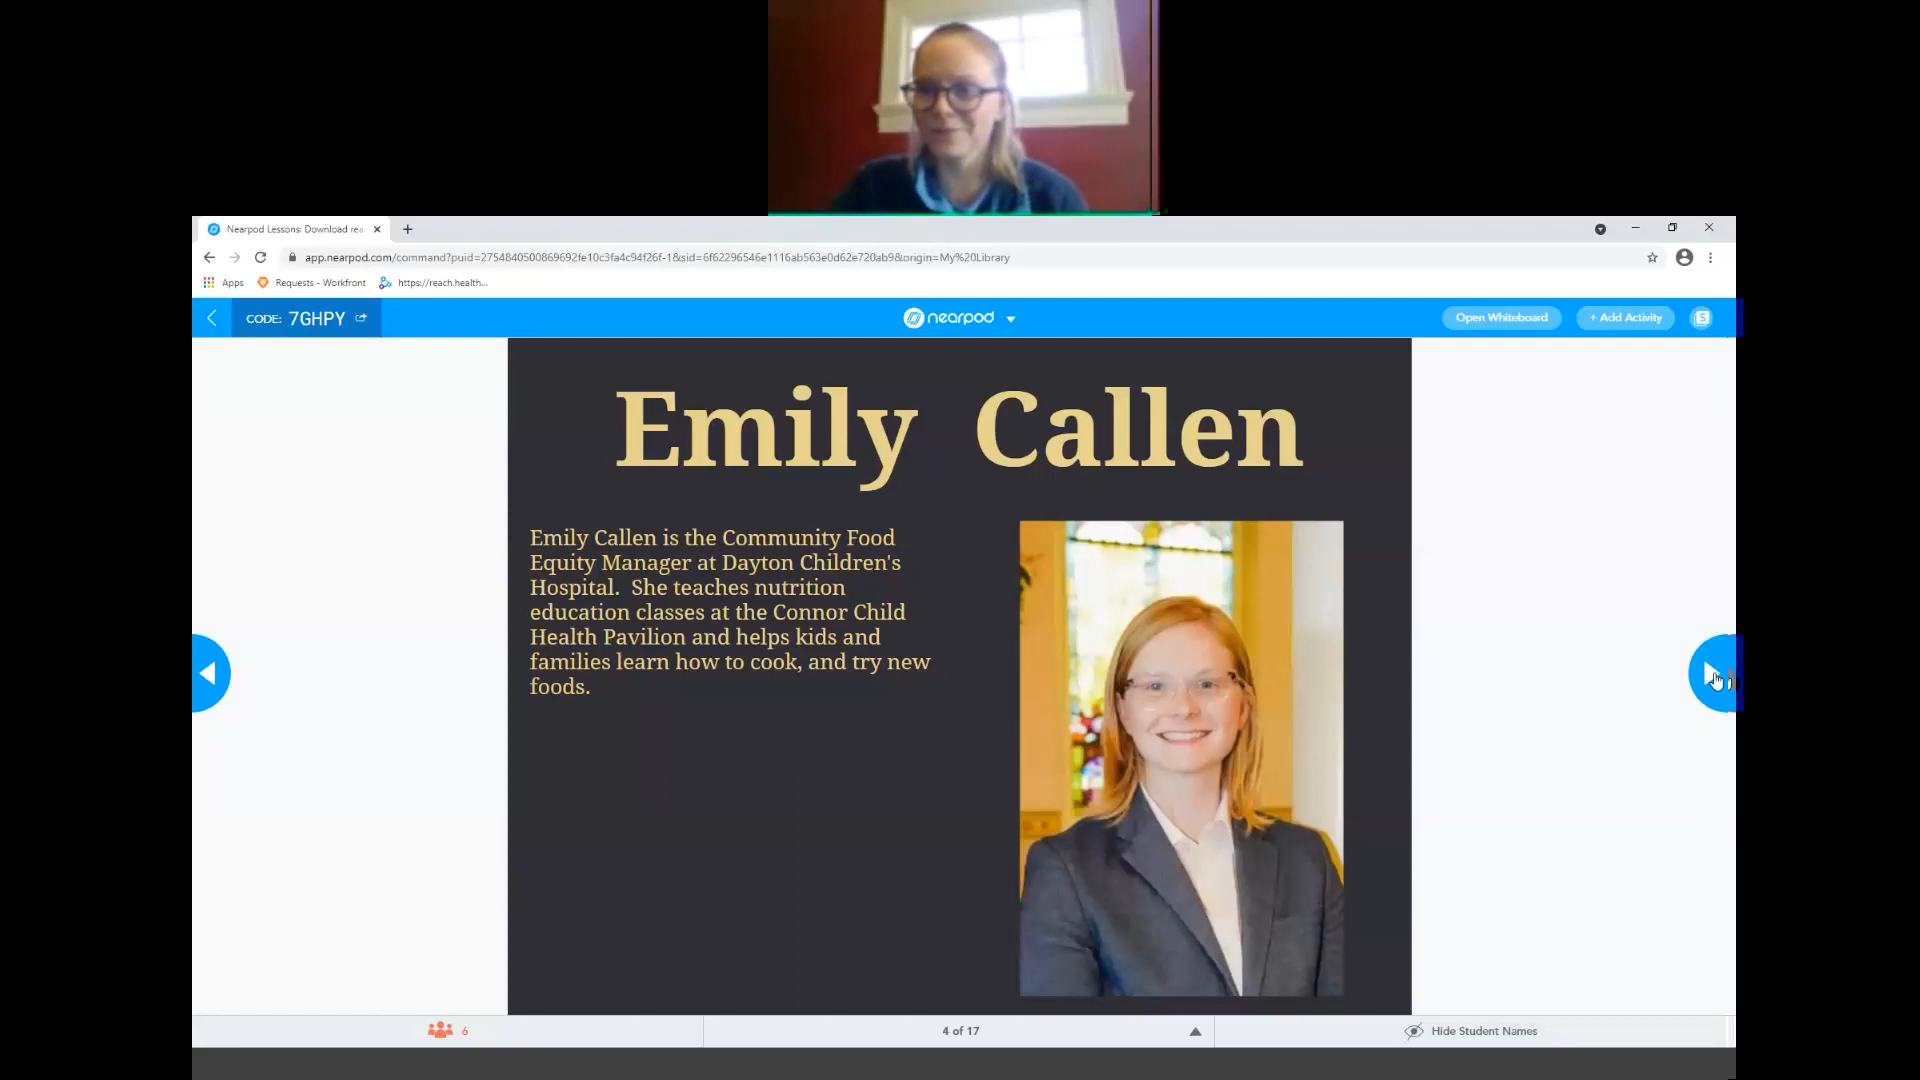 Nearpod Lessons: Download rea
app.nearpod.com/command?puid=2754840500869692fe10c3fa4c94f26f-1&sid=6f62296546e1116ab563e0d62e720ab9&origin=My%20Library
Apps Requests - Workfront https://reach.health...
CODE: 7GHPY nearpod Open Whiteboard + Add Activity S
Emily Callen
Emily Callen is the Community Food
Equity Manager at Dayton Children's
Hospital. She teaches nutrition
education classes at the Connor Child
Health Pavilion and helps kids and
families learn how to cook, and try new
foods.
6 4 of 17 Hide Student Names